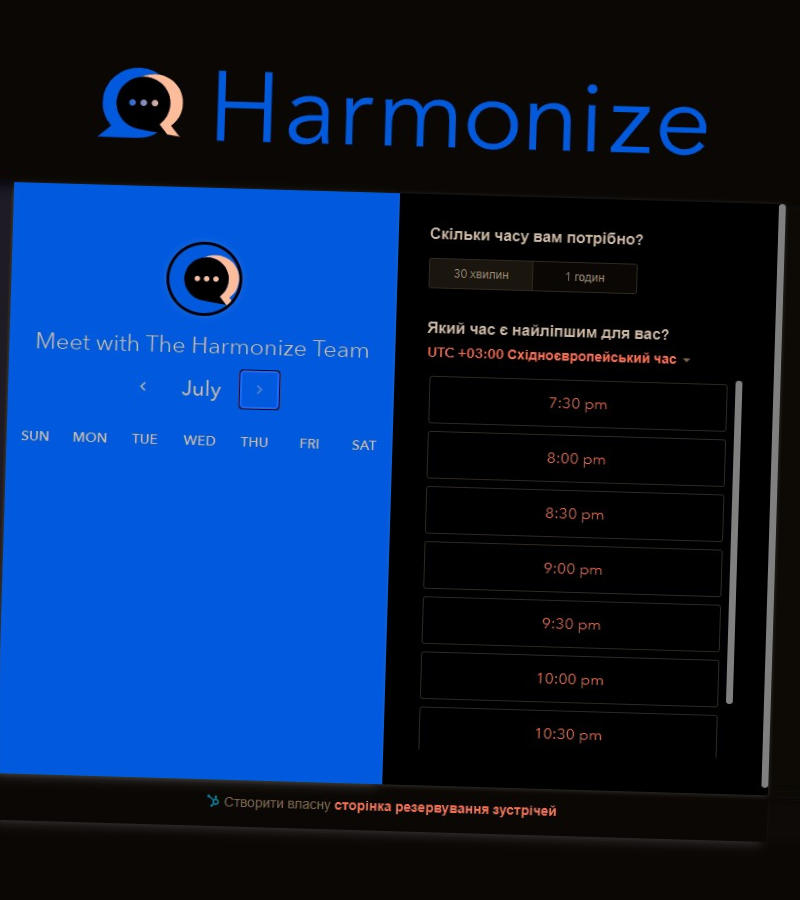 Harmonize
Meet with The Harmonize Team
July
SUN MON TUE WED THU FRI SAT
Скільки часу вам потрібно?
30 хвилин 1 годин
Який час є найліпшим для вас?
UTC +03:00 Східноєвропейський час
7:30 pm
8:00 pm
8:30 pm
9:00 pm
9:30 pm
10:00 pm
10:30 pm
Створити власну сторінка резервування зустрічей